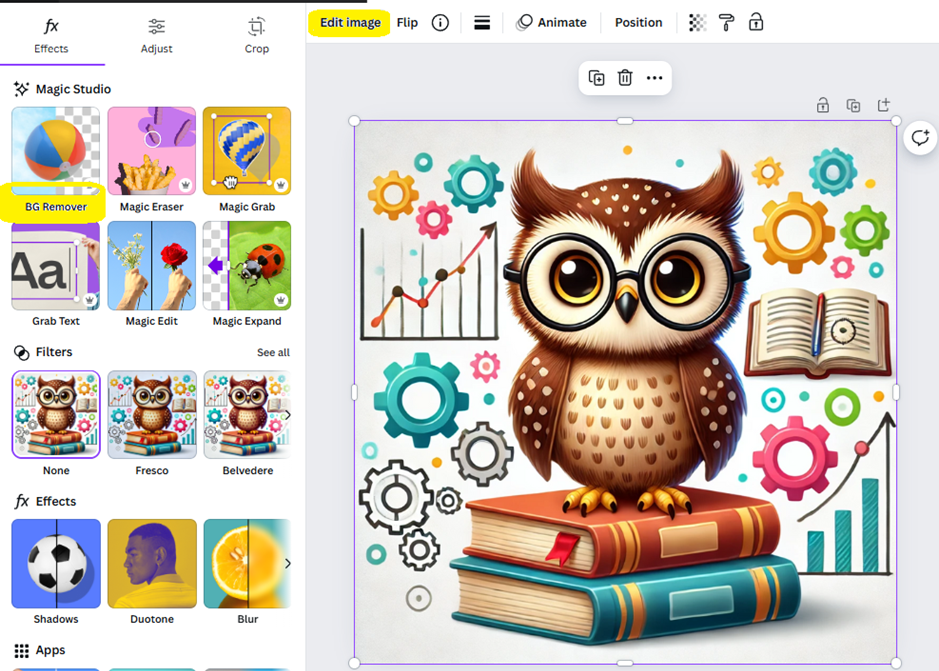 Effects
Adjust
Crop
Edit image
Flip
Animate
Position
Magic Studio
BG Remover
Magic Eraser
Magic Grab
Aa
Grab Text
Magic Edit
Magic Expand
Filters
See all
None
Fresco
Belvedere
fx Effects
Shadows
Duotone
Blur
Apps